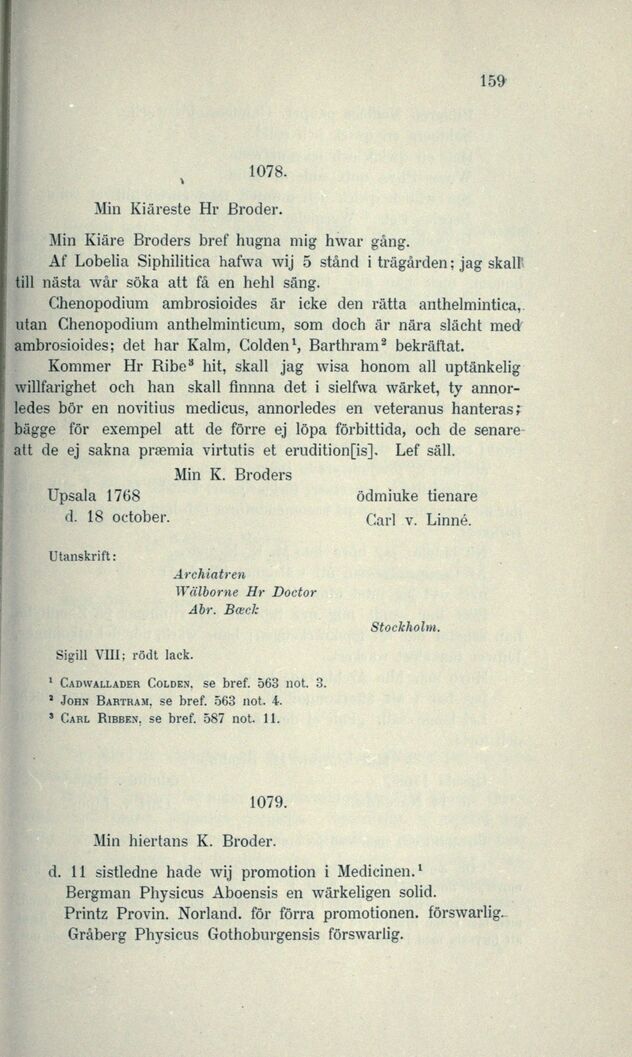 159
1078.
Min Kiäreste Hr Broder.
Min Kiäre Broders bref hugna mig hwar gång.
Af Lobelia Siphilitica hafwa wij 5 stånd i trägården; jag skall
till nästa wår söka att få en hehl säng.
Chenopodium ambrosioides är icke den rätta anthelmintica,
utan Chenopodium anthelminticum, som doch är nära slächt med
ambrosioides; det har Kalm, Colden¹, Barthram² bekräftat.
Kommer Hr Ribe³ hit, skall jag wisa honom all uptänkelig
willfarighet och han skall finnna det i sielfwa wärket, ty annor-
ledes bör en novitius medicus, annorledes en veteranus hanteras;
bägge för exempel att de förre ej löpa förbittida, och de senare
att de ej sakna præmia virtutis et erudition[is]. Lef säll.
Min K. Broders
Upsala 1768 ödmiuke tienare
d. 18 october. Carl v. Linné.
Utanskrift:
Archiatren
Wälborne Hr Doctor
Abr. Bæck
Stockholm.
Sigill VIII; rödt lack.
¹ Cadwallader Colden, se bref. 563 not. 3.
² John Bartram, se bref. 563 not. 4.
³ Carl Ribben, se bref. 587 not. 11.
1079.
Min hiertans K. Broder.
d. 11 sistledne hade wij promotion i Medicinen.¹
Bergman Physicus Aboensis en wärkeligen solid.
Printz Provin. Norland. för förra promotionen. förswarlig.
Gråberg Physicus Gothoburgensis förswarlig.